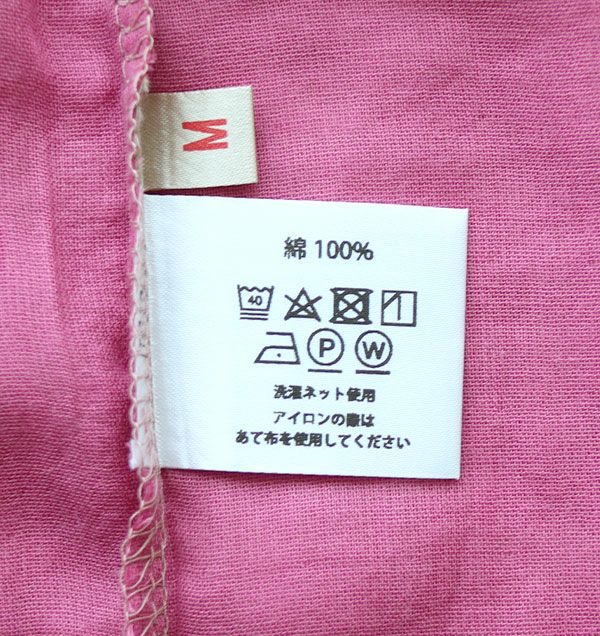 M
綿 100%
40
P W
洗濯ネット使用
アイロンの際は
あて布を使用してください